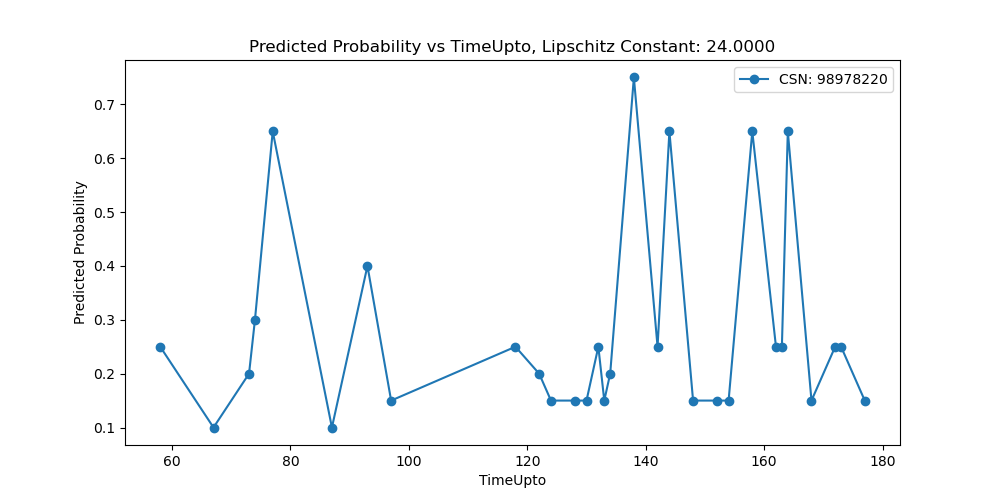 Predicted Probability vs TimeUpto, Lipschitz Constant: 24.0000
CSN: 98978220
Predicted Probability
0.7
0.6
0.5
0.4
0.3
0.2
0.1
60 80 100 120 140 160 180
TimeUpto